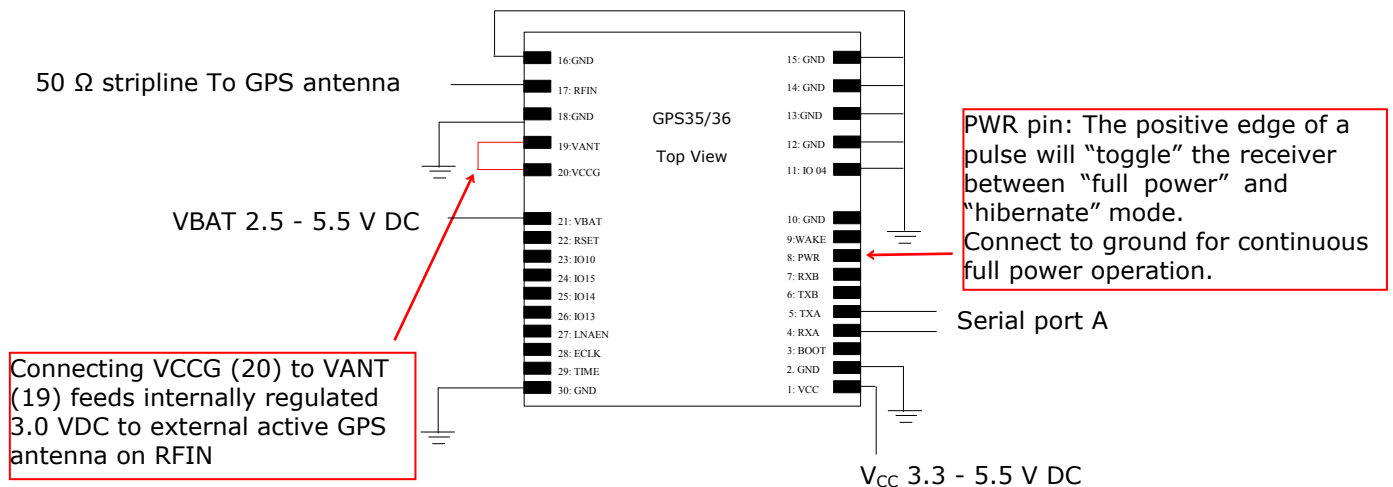 50 Ω stripline To GPS antenna
VBAT 2.5 - 5.5 V DC
Connecting VCCG (20) to VANT
(19) feeds internally regulated
3.0 VDC to external active GPS
antenna on RFIN
16:GND
17: RFIN
18:GND
19:VANT
20:VCCG
21: VBAT
22: RSET
23: IO10
24: IO15
25: IO14
26: IO13
27: LNAEN
28: ECLK
29: TIME
30: GND
GPS35/36
Top View
15: GND
14: GND
13:GND
12: GND
11: IO 04
10: GND
9:WAKE
8: PWR
7: RXB
6: TXB
5: TXA
4: RXA
3: BOOT
2. GND
1: VCC
PWR pin: The positive edge of a
pulse will “toggle” the receiver
between “full power” and
“hibernate” mode.
Connect to ground for continuous
full power operation.
Serial port A
VCC 3.3 - 5.5 V DC